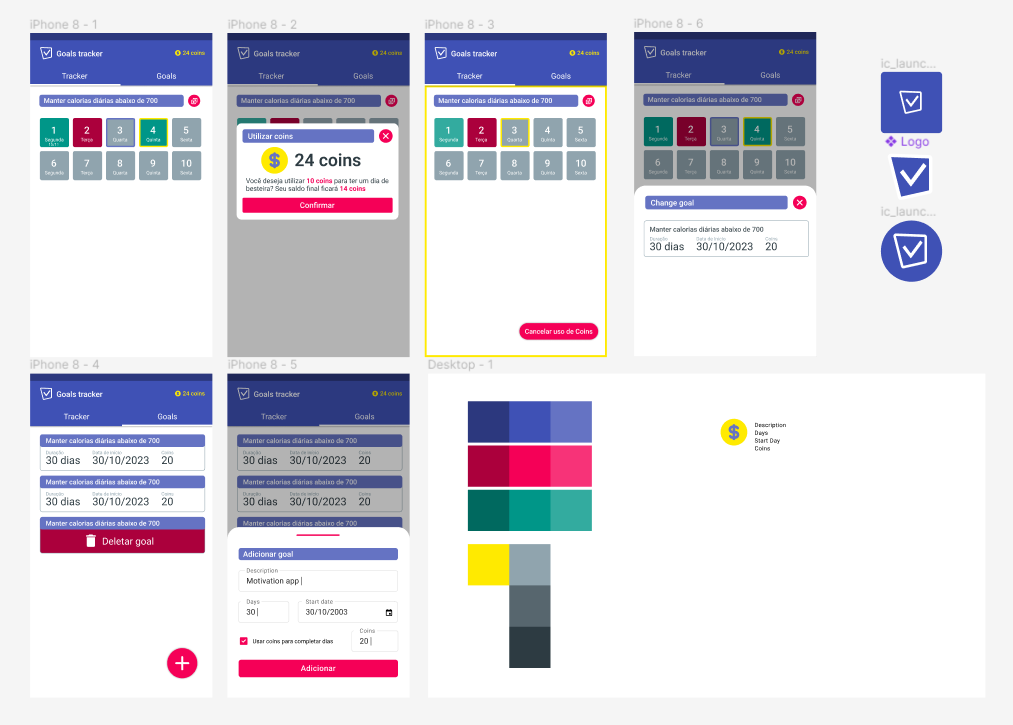 iPhone 8 - 1
Goals tracker
24 coins
Tracker
Goals
Manter calorias diárias abaixo de 700
1
Segunda
2
Terça
3
Quarta
4
Quinta
5
Sexta
6
Segunda
7
Terça
8
Quarta
9
Quinta
10
Sexta
iPhone 8 - 2
Goals tracker
24 coins
Tracker
Goals
Manter calorias diárias abaixo de 700
Utilizar coins
$
24 coins
Você deseja utilizar 10 coins para ter um dia de
besteira? Seu saldo final ficará 14 coins
Confirmar
iPhone 8 - 3
Goals tracker
24 coins
Tracker
Goals
Manter calorias diárias abaixo de 700
1
Segunda
2
Terça
3
Quarta
4
Quinta
5
Sexta
6
Segunda
7
Terça
8
Quarta
9
Quinta
10
Sexta
Cancelar uso de Coins
iPhone 8 - 6
Goals tracker
24 coins
Tracker
Goals
Manter calorias diárias abaixo de 700
1
Segunda
2
Terça
3
Quarta
4
Quinta
5
Sexta
6
Segunda
7
Terça
8
Quarta
9
Quinta
10
Sexta
Change goal
Manter calorias diárias abaixo de 700
Duração
Data de início
Coins
30 dias
30/10/2023
20
ic_launc...
Logo
ic_launc...
iPhone 8 - 4
Goals tracker
24 coins
Tracker
Goals
Manter calorias diárias abaixo de 700
Duração
Data de início
Coins
30 dias
30/10/2023
20
Manter calorias diárias abaixo de 700
Duração
Data de início
Coins
30 dias
30/10/2023
20
Manter calorias diárias abaixo de 700
Deletar goal
+
iPhone 8 - 5
Goals tracker
24 coins
Tracker
Goals
Manter calorias diárias abaixo de 700
Duração
Data de início
Coins
30 dias
30/10/2023
20
Manter calorias diárias abaixo de 700
Duração
Data de início
Coins
30 dias
30/10/2023
20
Manter calorias diárias abaixo de 700
Adicionar goal
Description
Motivation app |
Days
30 |
Start date
30/10/2003
Usar coins para completar dias
Coins
20 |
Adicionar
Desktop - 1
$
Description
Days
Start Day
Coins